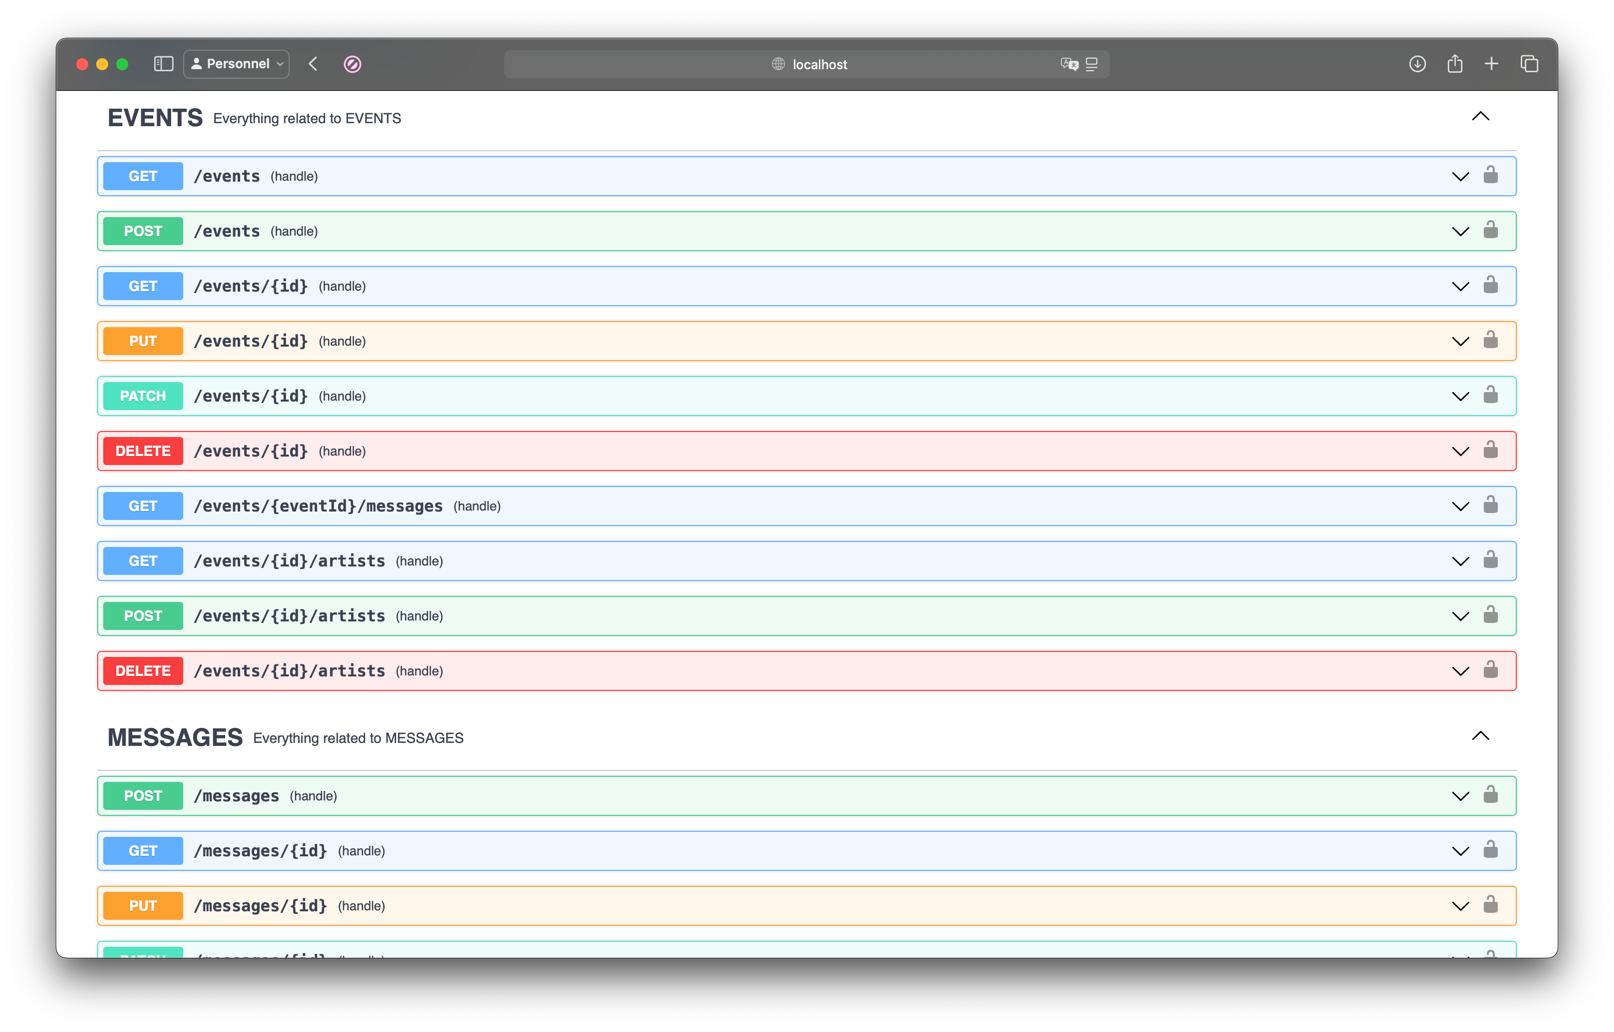 Personnel
localhost
EVENTS Everything related to EVENTS
GET /events (handle)
POST /events (handle)
GET /events/{id} (handle)
PUT /events/{id} (handle)
PATCH /events/{id} (handle)
DELETE /events/{id} (handle)
GET /events/{eventId}/messages (handle)
GET /events/{id}/artists (handle)
POST /events/{id}/artists (handle)
DELETE /events/{id}/artists (handle)
MESSAGES Everything related to MESSAGES
POST /messages (handle)
GET /messages/{id} (handle)
PUT /messages/{id} (handle)